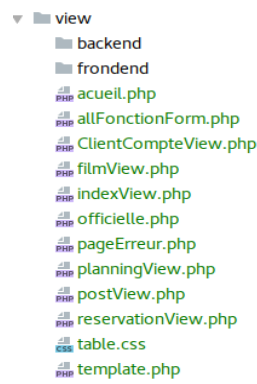 view
backend
frondend
PHP acueil.php
PHP allFonctionForm.php
PHP ClientCompteView.php
PHP filmView.php
PHP indexView.php
PHP officielle.php
PHP pageErreur.php
PHP planningView.php
PHP postView.php
PHP reservationView.php
CSS table.css
PHP template.php